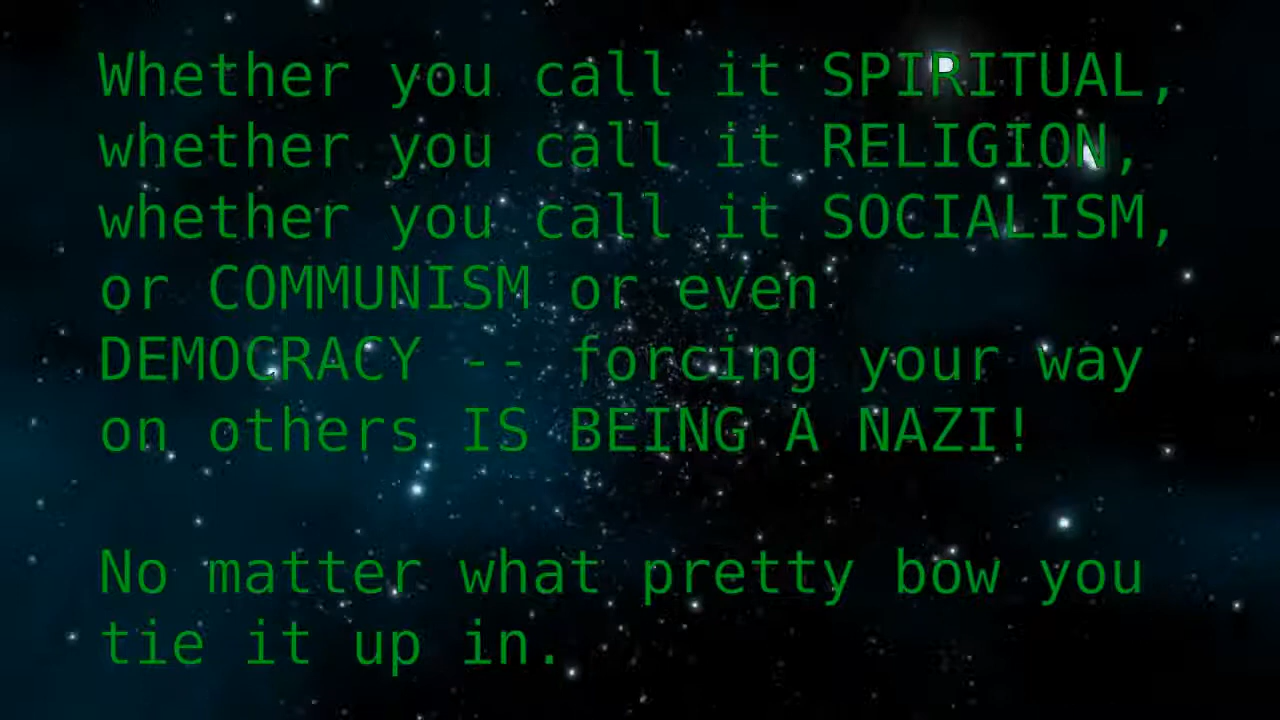 Whether you call it SPIRITUAL,
whether you call it RELIGION,
whether you call it SOCIALISM,
or COMMUNISM or even
DEMOCRACY -- forcing your way
on others IS BEING A NAZI!
No matter what pretty bow you
tie it up in.